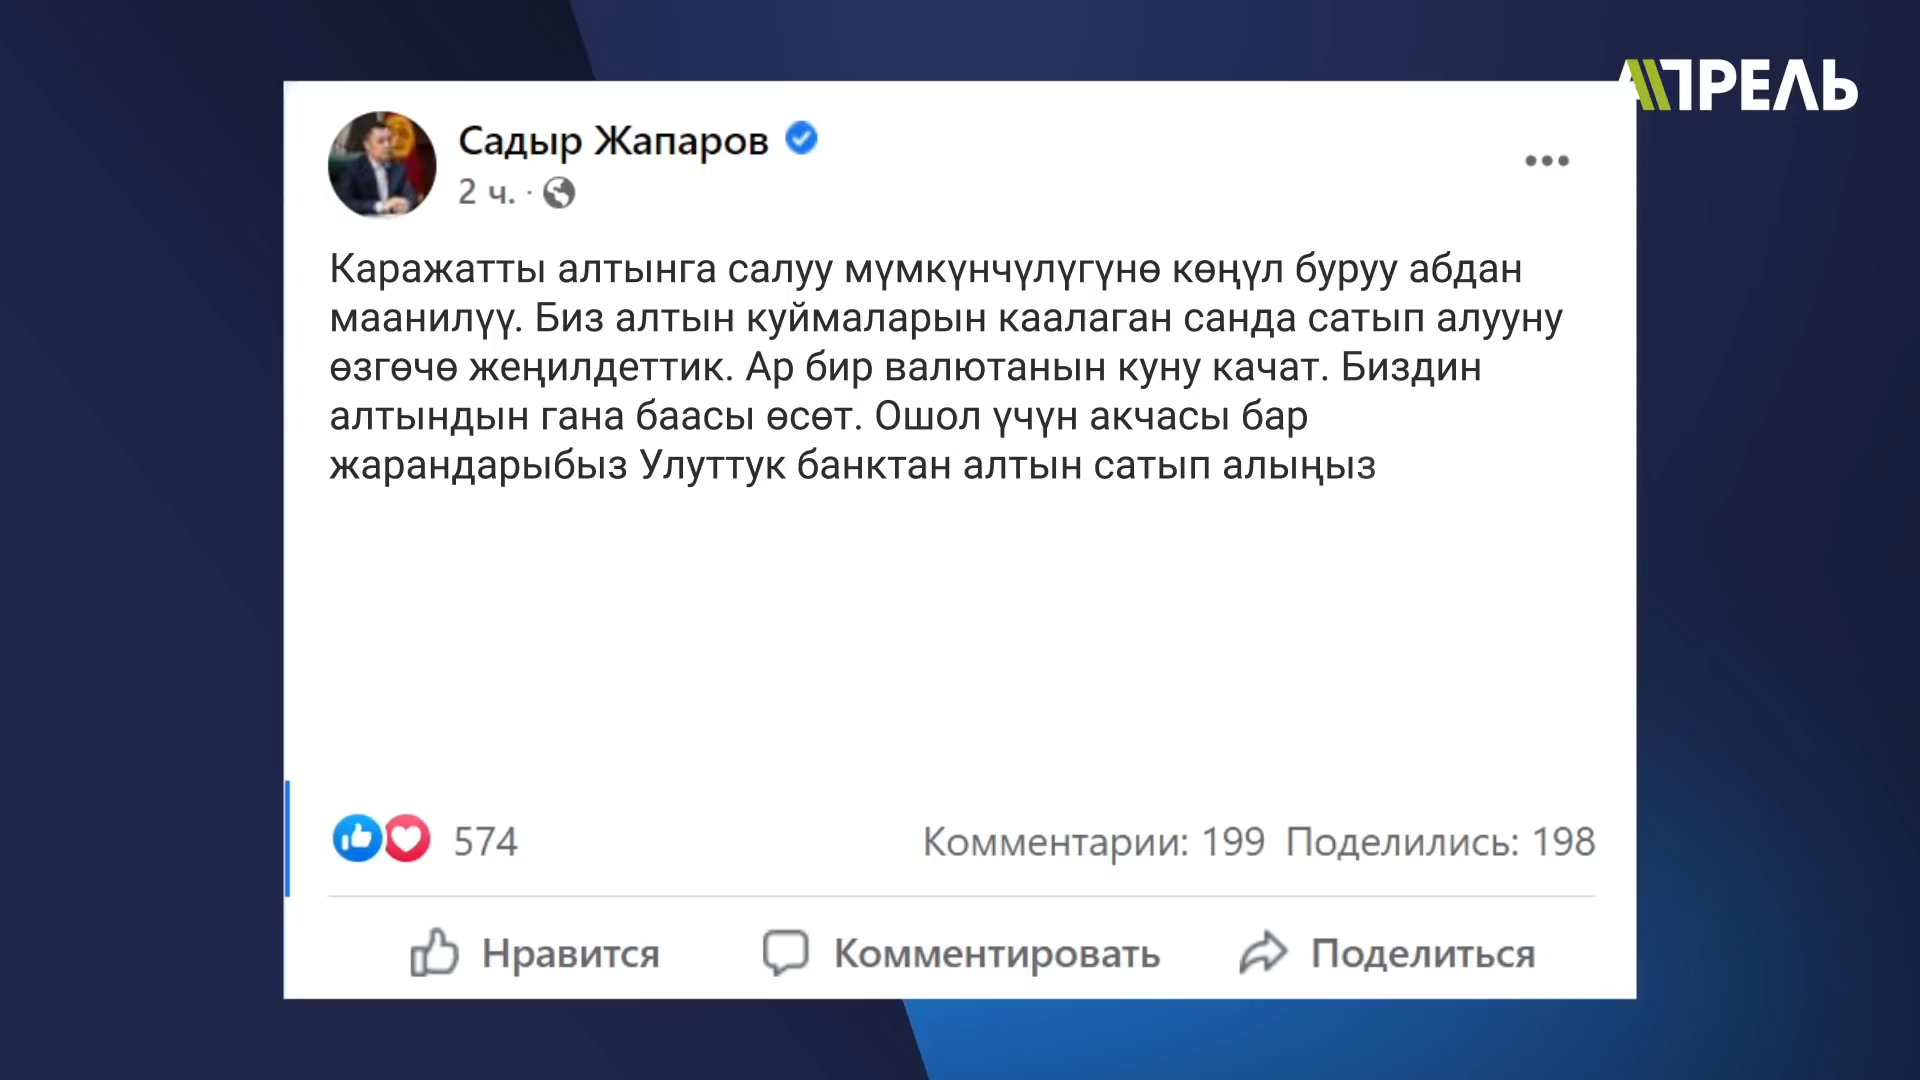 АПРЕЛЬ
Садыр Жапаров
2 ч. ·
Каражатты алтынга салуу мүмкүнчүлүгүнө көңүл буруу абдан
маанилүү. Биз алтын куймаларын каалаган санда сатып алууну
өзгөчө жеңилдеттик. Ар бир валютанын куну качат. Биздин
алтындын гана баасы өсөт. Ошол үчүн акчасы бар
жарандарыбыз Улуттук банктан алтын сатып алыңыз
574
Комментарии: 199 Поделились: 198
Нравится Комментировать Поделиться